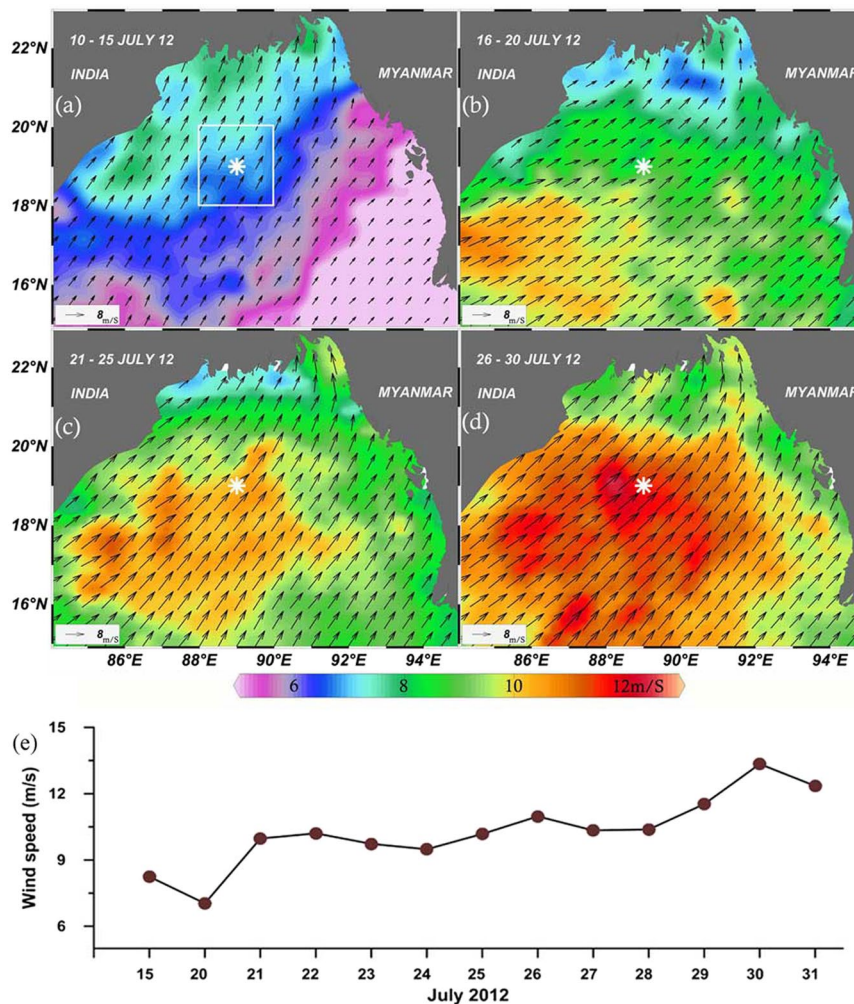 10 - 15 JULY 12
INDIA
MYANMAR
(a)
22°N
20°N
18°N
16°N
8m/S
16 - 20 JULY 12
INDIA
MYANMAR
(b)
8m/S
21 - 25 JULY 12
INDIA
MYANMAR
(c)
22°N
20°N
18°N
16°N
8m/S
86°E 88°E 90°E 92°E 94°E
26 - 30 JULY 12
INDIA
MYANMAR
(d)
8m/S
86°E 88°E 90°E 92°E 94°E
6 8 10 12m/S
(e)
Wind speed (m/s)
15
12
9
6
15 20 21 22 23 24 25 26 27 28 29 30 31
July 2012